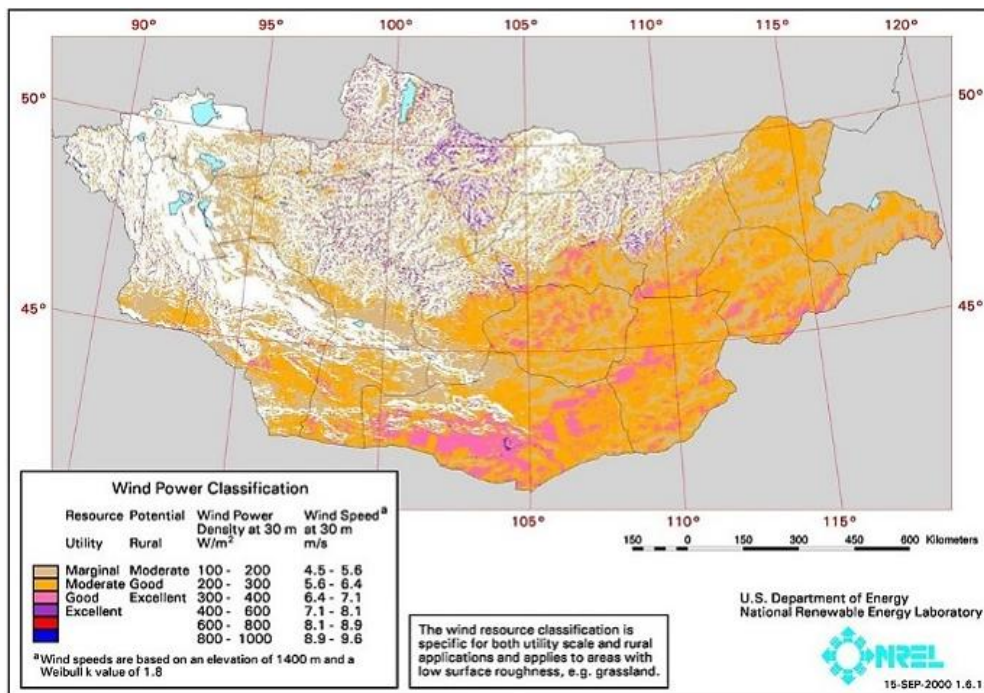 90° 95° 100° 105° 110° 115° 120°
50° 50°
45° 45°
105° 110° 115°
150 0 150 300 450 600 Kilometers
Wind Power Classification
Resource Potential Wind Power Wind Speed a
Density at 30 m at 30 m
Utility Rural W/m2 m/s
Marginal Moderate 100 - 200 4.5 - 5.6
Moderate Good 200 - 300 5.6 - 6.4
Good Excellent 300 - 400 6.4 - 7.1
Excellent 400 - 600 7.1 - 8.1
600 - 800 8.1 - 8.9
800 - 1000 8.9 - 9.6
a Wind speeds are based on an elevation of 1400 m and a
Weibull k value of 1.8
The wind resource classification is
specific for both utility scale and rural
applications and applies to areas with
low surface roughness, e.g. grassland.
U.S. Department of Energy
National Renewable Energy Laboratory
NREL
15-SEP-2000 1.6.1